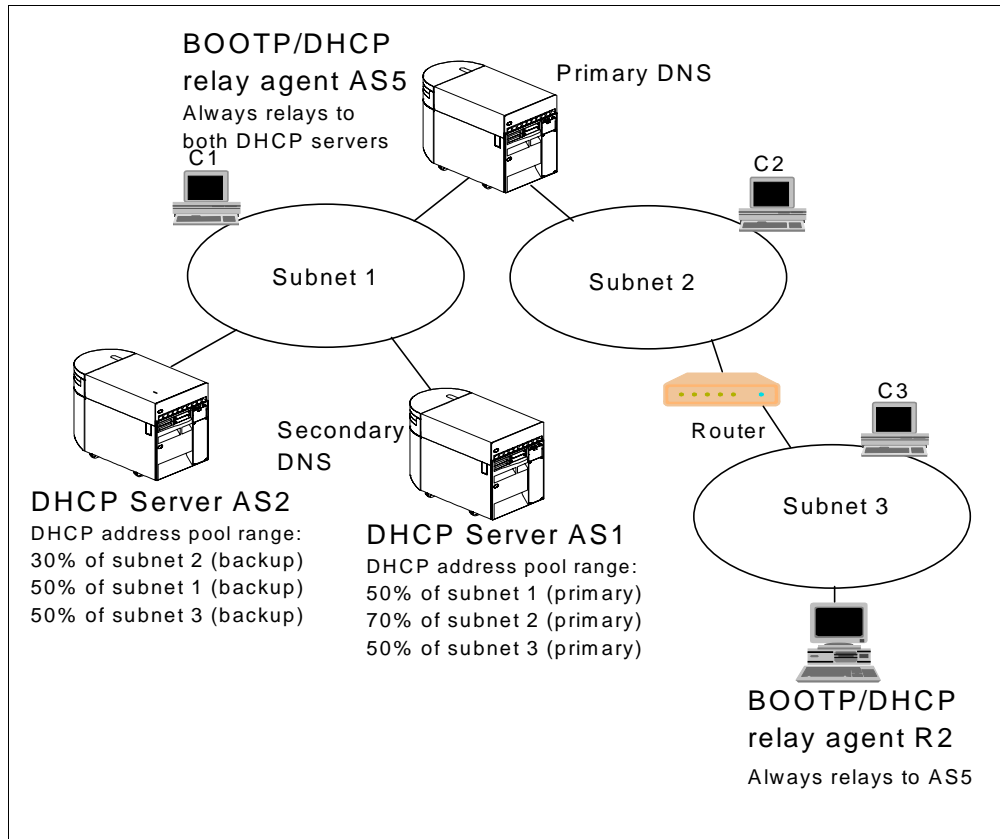 BOOTP/DHCP
relay agent AS5
Always relays to
both DHCP servers
Primary DNS
C1
C2
Subnet 1
Subnet 2
C3
Router
Secondary
DNS
Subnet 3
DHCP Server AS2
DHCP address pool range:
30% of subnet 2 (backup)
50% of subnet 1 (backup)
50% of subnet 3 (backup)
DHCP Server AS1
DHCP address pool range:
50% of subnet 1 (primary)
70% of subnet 2 (primary)
50% of subnet 3 (primary)
BOOTP/DHCP
relay agent R2
Always relays to AS5